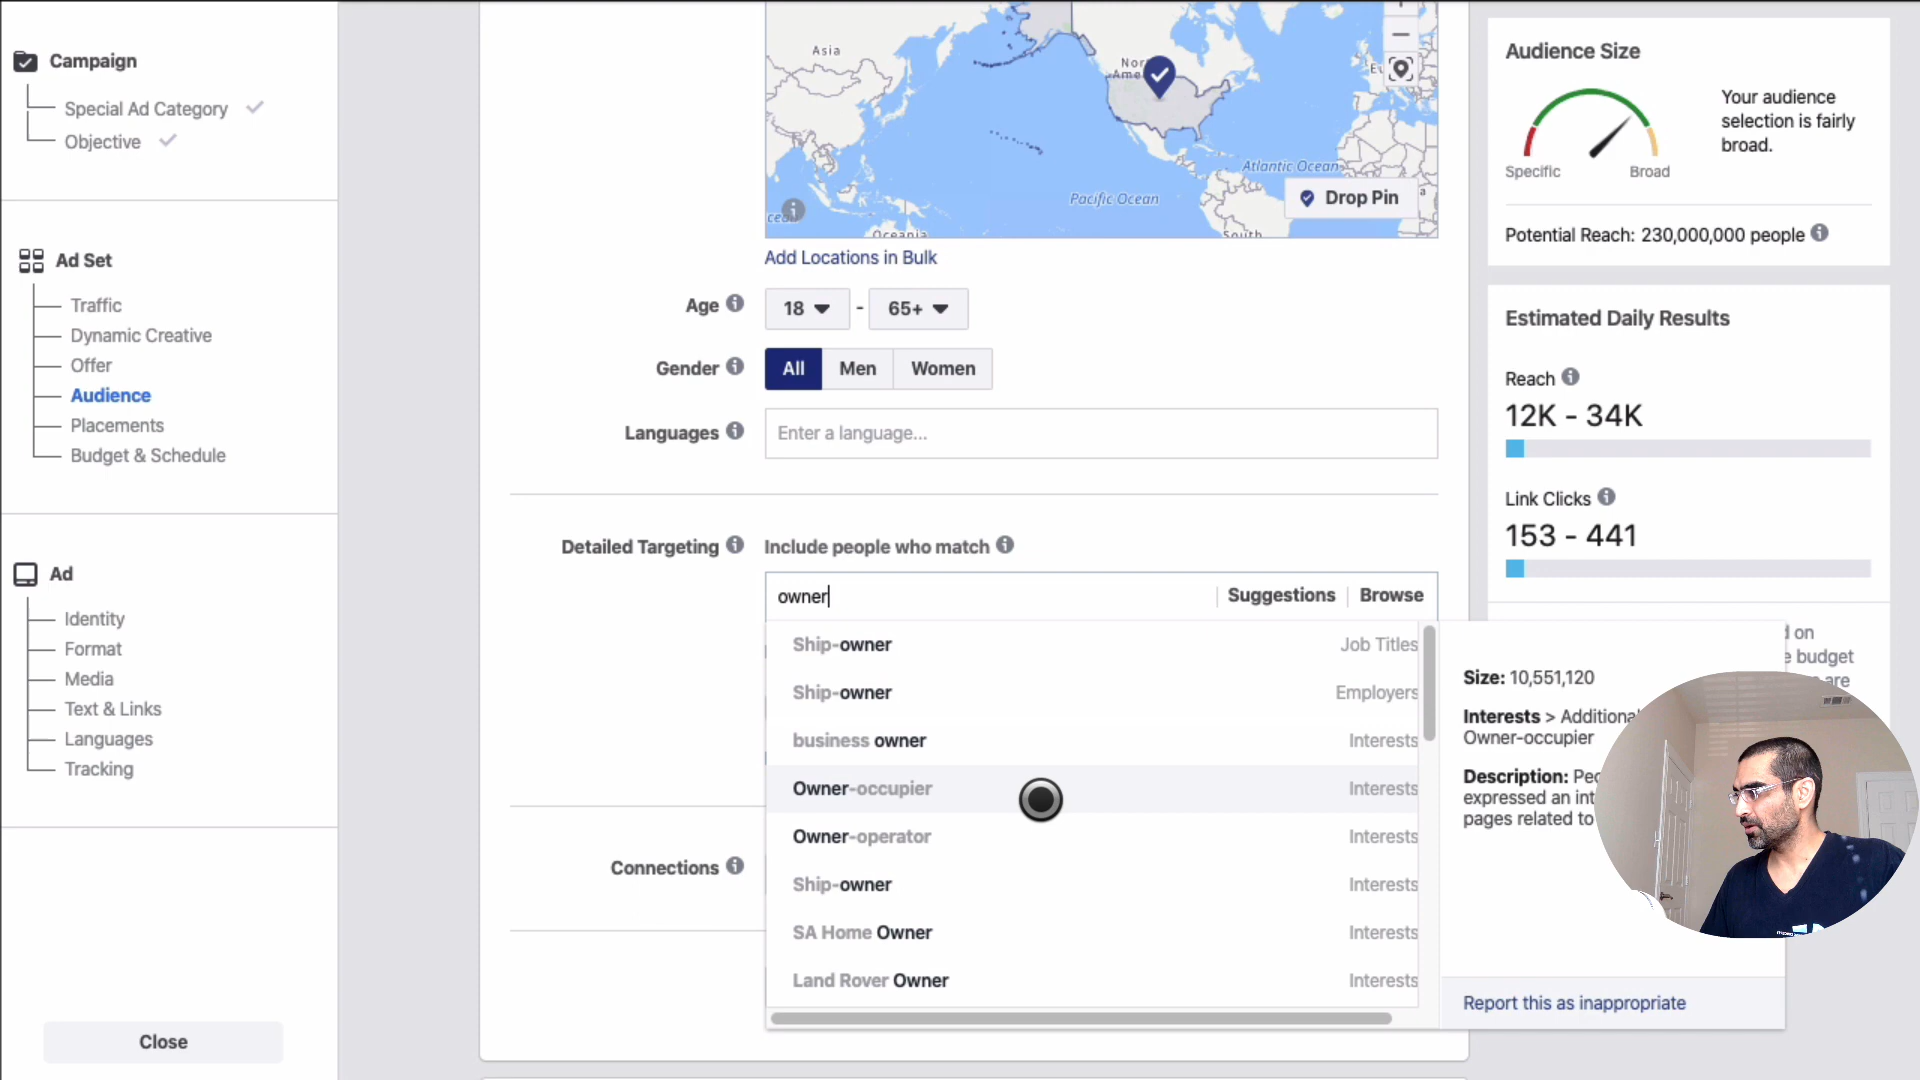 Campaign
Special Ad Category
Objective
Ad Set
Traffic
Dynamic Creative
Offer
Audience
Placements
Budget & Schedule
Ad
Identity
Format
Media
Text & Links
Languages
Tracking
Close
Asia
Pacific Ocean
Atlantic Ocean
Oceania
South
Drop Pin
Add Locations in Bulk
Age
18 - 65+
Gender
All Men Women
Languages
Enter a language...
Detailed Targeting
Include people who match
owner
Suggestions Browse
Ship-owner Job Titles
Ship-owner Employers
business owner Interests
Owner-occupier Interests
Owner-operator Interests
Ship-owner Interests
SA Home Owner Interests
Land Rover Owner Interests
Connections
Size: 10,551,120
Interests > Additional
Owner-occupier
Description:
expressed an
pages related to
Report this as inappropriate
Audience Size
Specific
Broad
Your audience
selection is fairly
broad.
Potential Reach: 230,000,000 people
Estimated Daily Results
Reach
12K - 34K
Link Clicks
153 - 441
on
budget
are